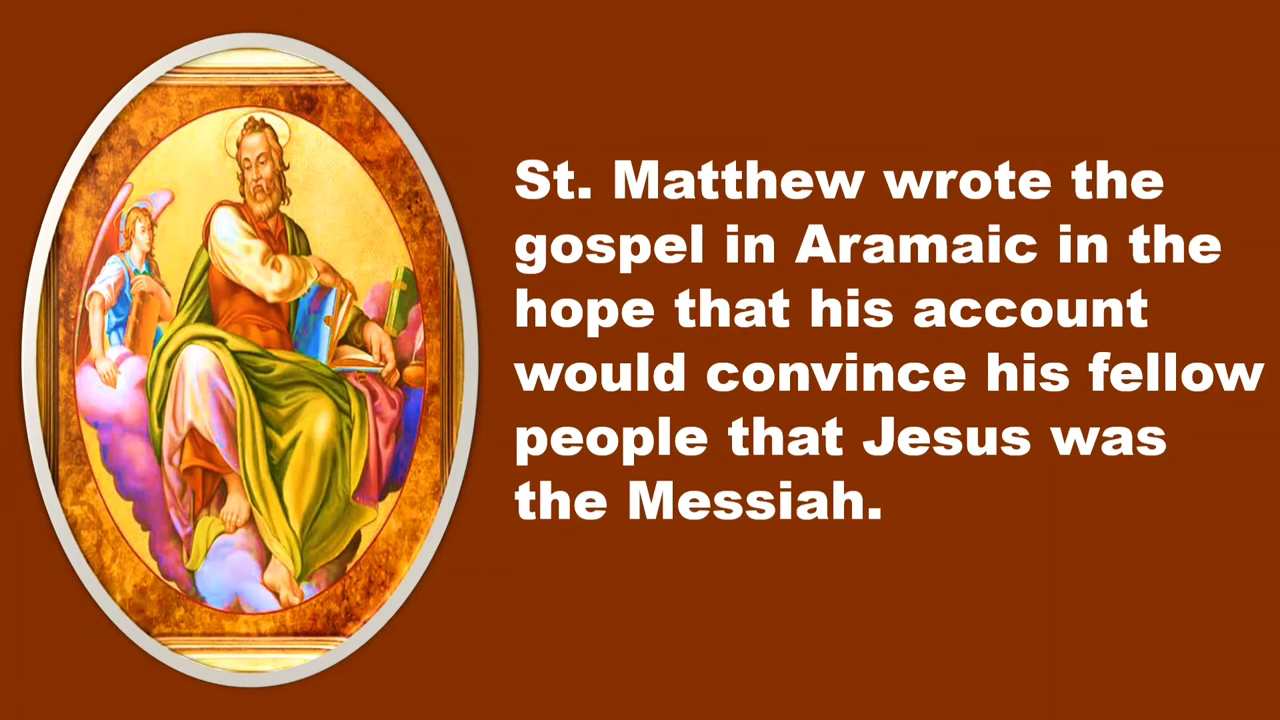 St. Matthew wrote the
gospel in Aramaic in the
hope that his account
would convince his fellow
people that Jesus was
the Messiah.